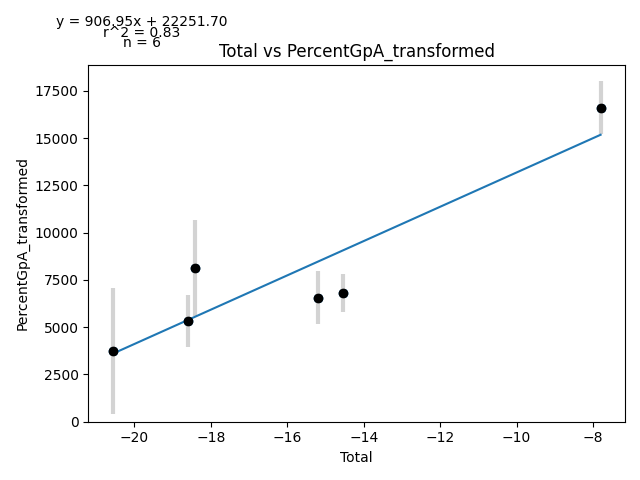 y = 906.95x + 22251.70
r^2 = 0.83
n = 6
Total vs PercentGpA_transformed
PercentGpA_transformed
17500
15000
12500
10000
7500
5000
2500
0
−20
−18
−16
−14
−12
−10
−8
Total